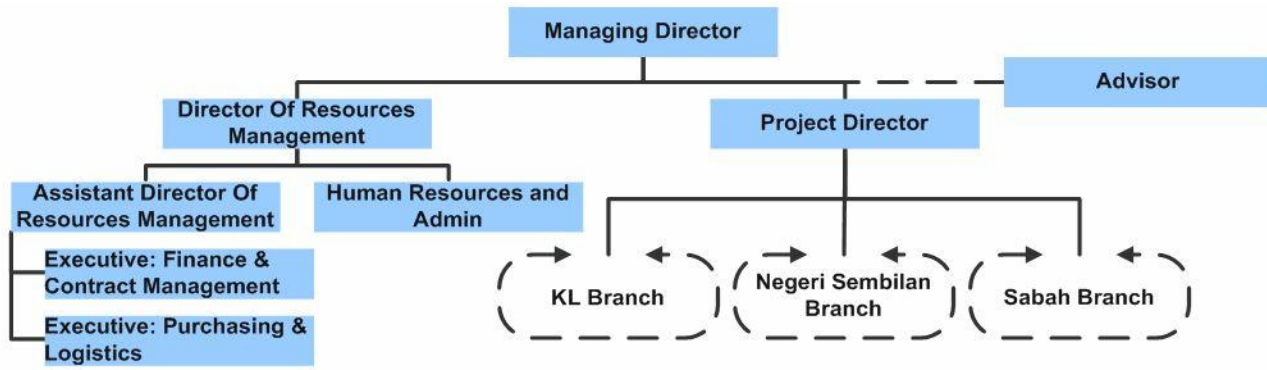 Managing Director
Advisor
Director Of Resources
Management
Project Director
Assistant Director Of
Resources Management
Human Resources and
Admin
Executive: Finance &
Contract Management
Executive: Purchasing &
Logistics
KL Branch
Negeri Sembilan
Branch
Sabah Branch